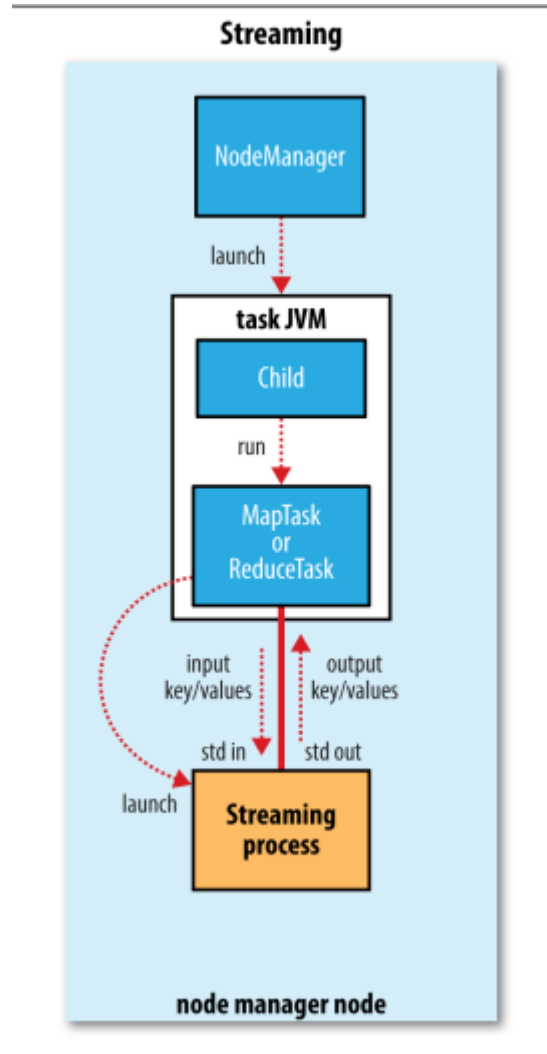 Streaming
NodeManager
launch
task JVM
Child
run
MapTask
or
ReduceTask
input
key/values
output
key/values
std in
std out
launch
Streaming
process
node manager node